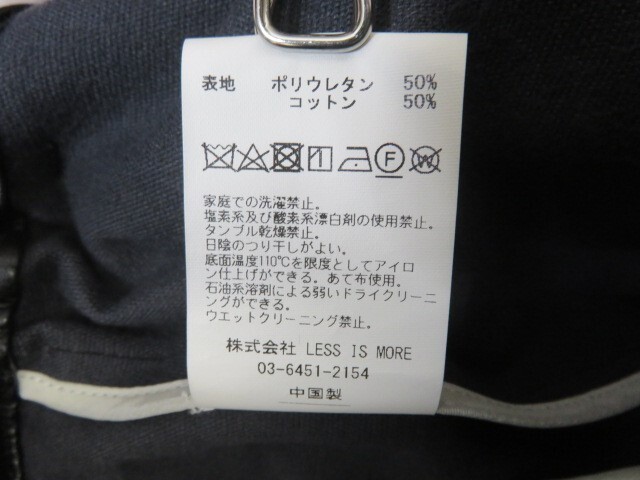 表地 ポリウレタン 50%
コットン 50%
F W
家庭での洗濯禁止。
塩素系及び酸素系漂白剤の使用禁止。
タンブル乾燥禁止。
日陰のつり干しがよい。
底面温度110℃を限度としてアイロ
ン仕上げができる。あて布使用。
石油系溶剤による弱いドライクリーニ
ングができる。
ウエットクリーニング禁止。
株式会社 LESS IS MORE
03-6451-2154
中国製